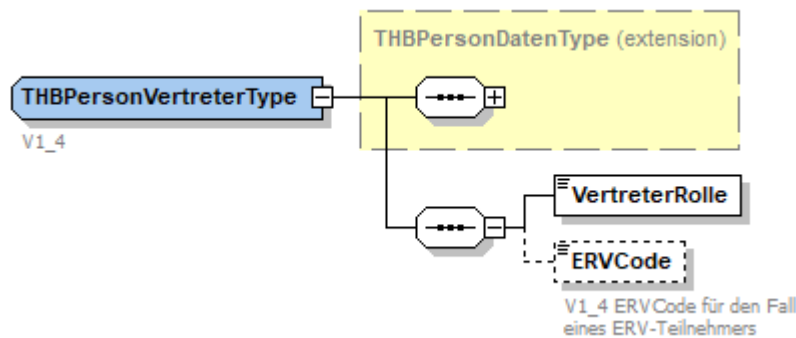 THBPersonDatenType (extension)
THBPersonVertreterType
V1_4
VertreterRolle
ERVCode
V1_4 ERVCode für den Fall
eines ERV-Teilnehmers